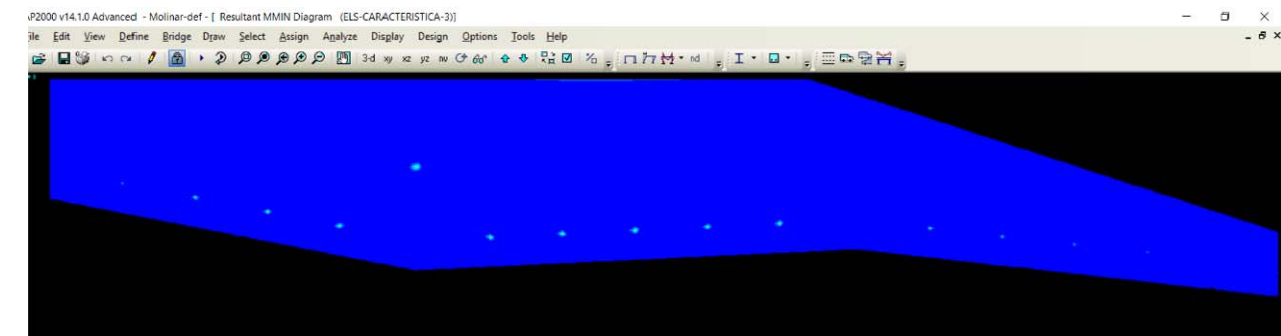 AP2000 v14.1.0 Advanced - Molinar-def - [ Resultant MMIN Diagram (ELS-CARACTERISTICA-3)]
ile Edit View Define Bridge Draw Select Assign Analyze Display Design Options Tools Help
3-d xy xz yz nv nd